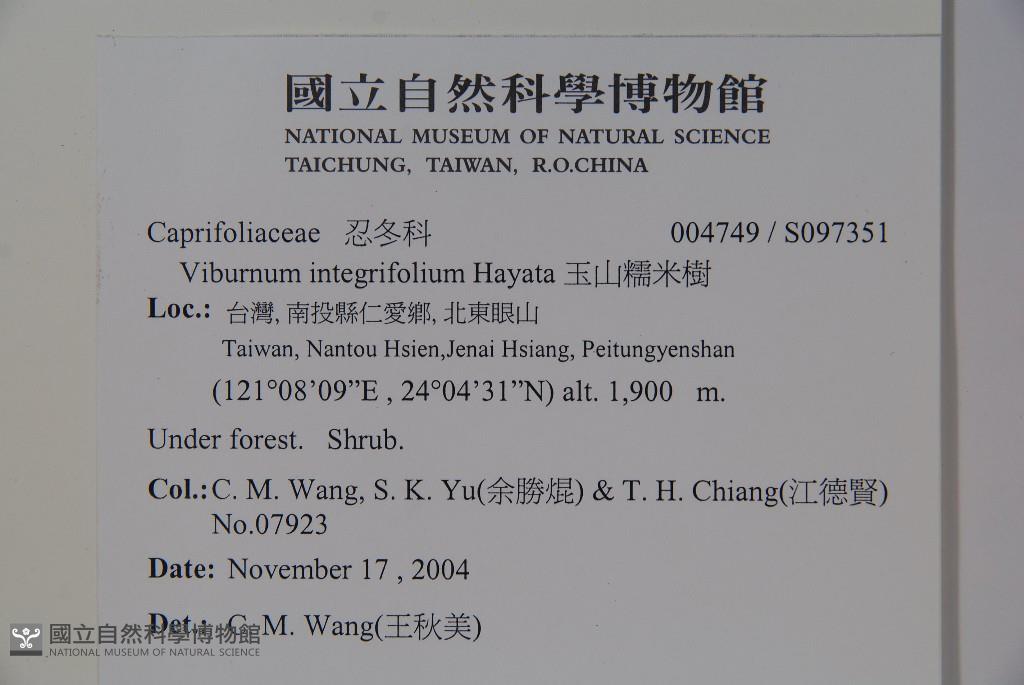 國立自然科學博物館
NATIONAL MUSEUM OF NATURAL SCIENCE
TAICHUNG, TAIWAN, R.O.CHINA
Caprifoliaceae 忍冬科 004749 / S097351
Viburnum integrifolium Hayata 玉山糯米樹
Loc.: 台灣, 南投縣仁愛鄉, 北東眼山
Taiwan, Nantou Hsien,Jenai Hsiang, Peitungyenshan
(121°08’09”E , 24°04’31”N) alt. 1,900 m.
Under forest. Shrub.
Col.: C. M. Wang, S. K. Yu(余勝焜) & T. H. Chiang(江德賢)
No.07923
Date: November 17 , 2004
Det.: C. M. Wang(王秋美)
國立自然科學博物館
NATIONAL MUSEUM OF NATURAL SCIENCE